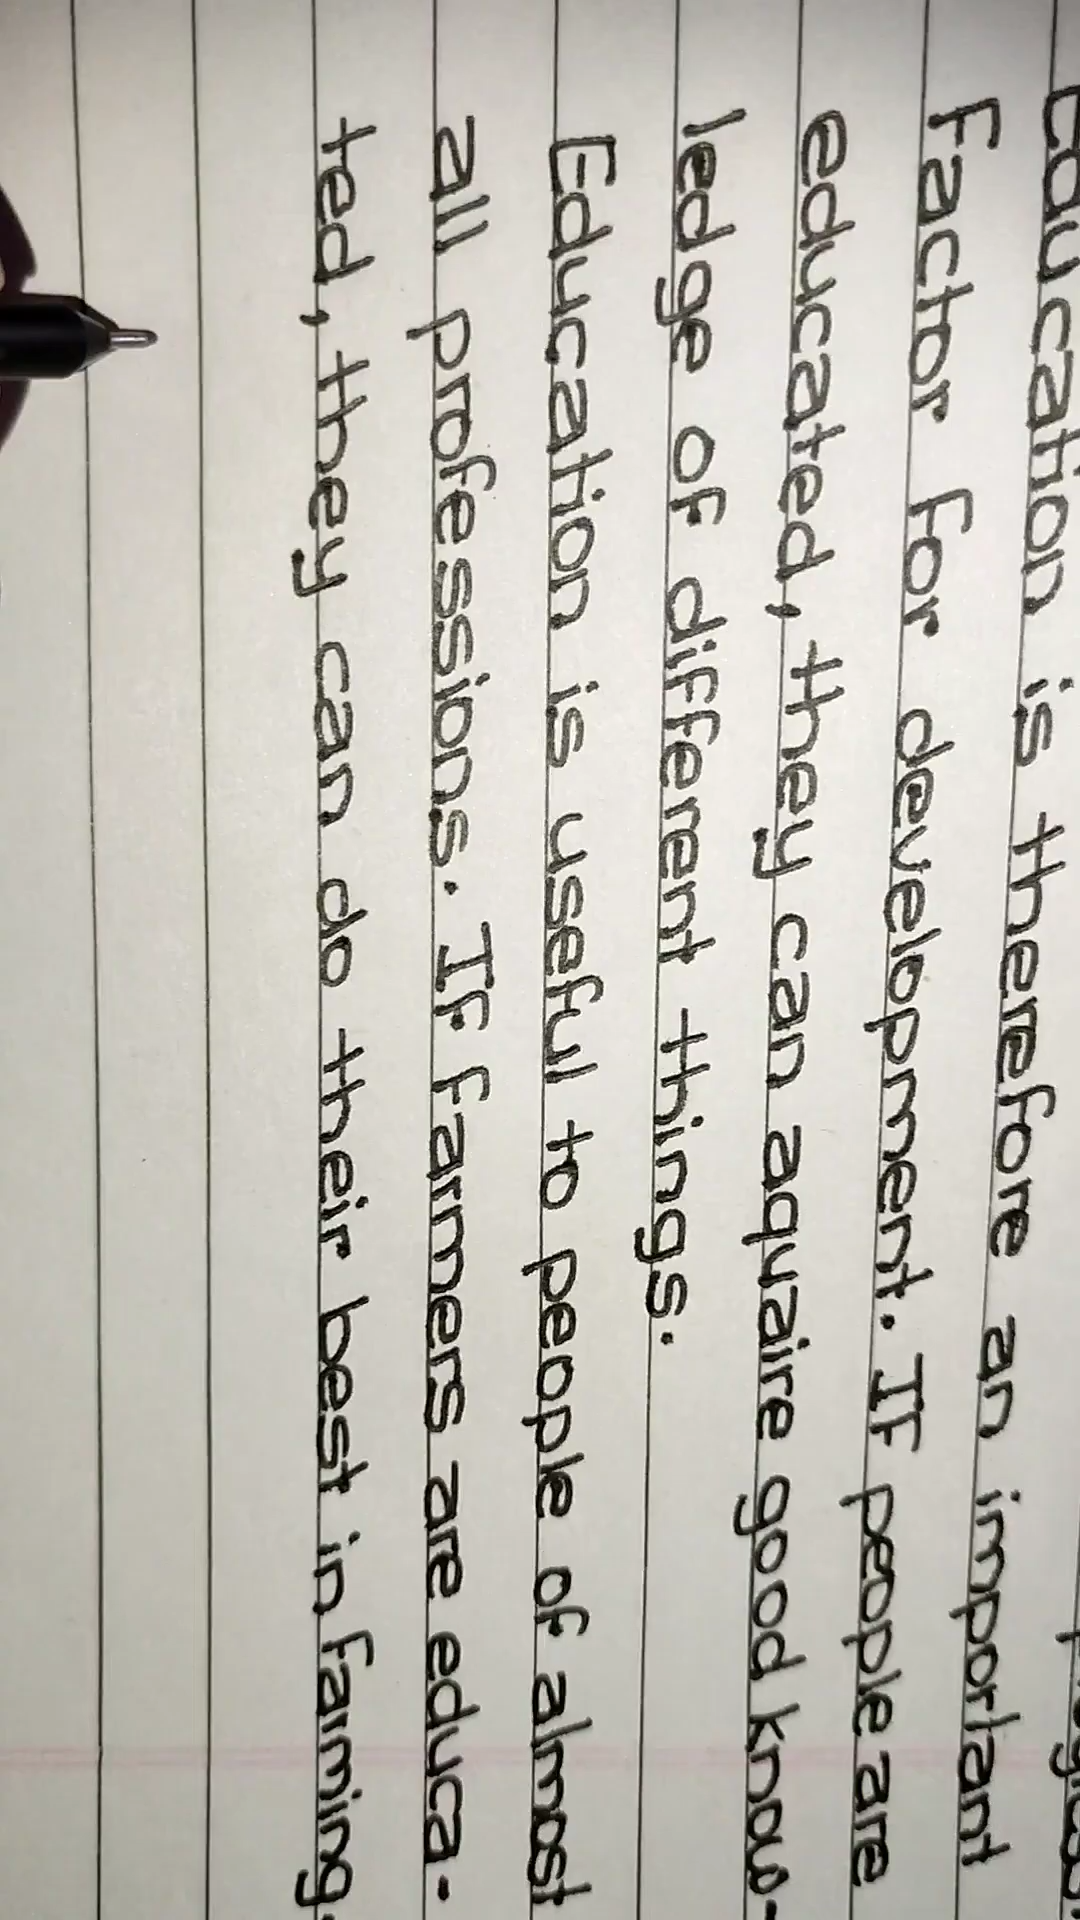 Education is therefore an important
Factor for development. If people are
educated, they can aquaire good know-
ledge of different things.
Education is useful to people of almost
all professions. If farmers are educa-
ted, they can do their best in farming.